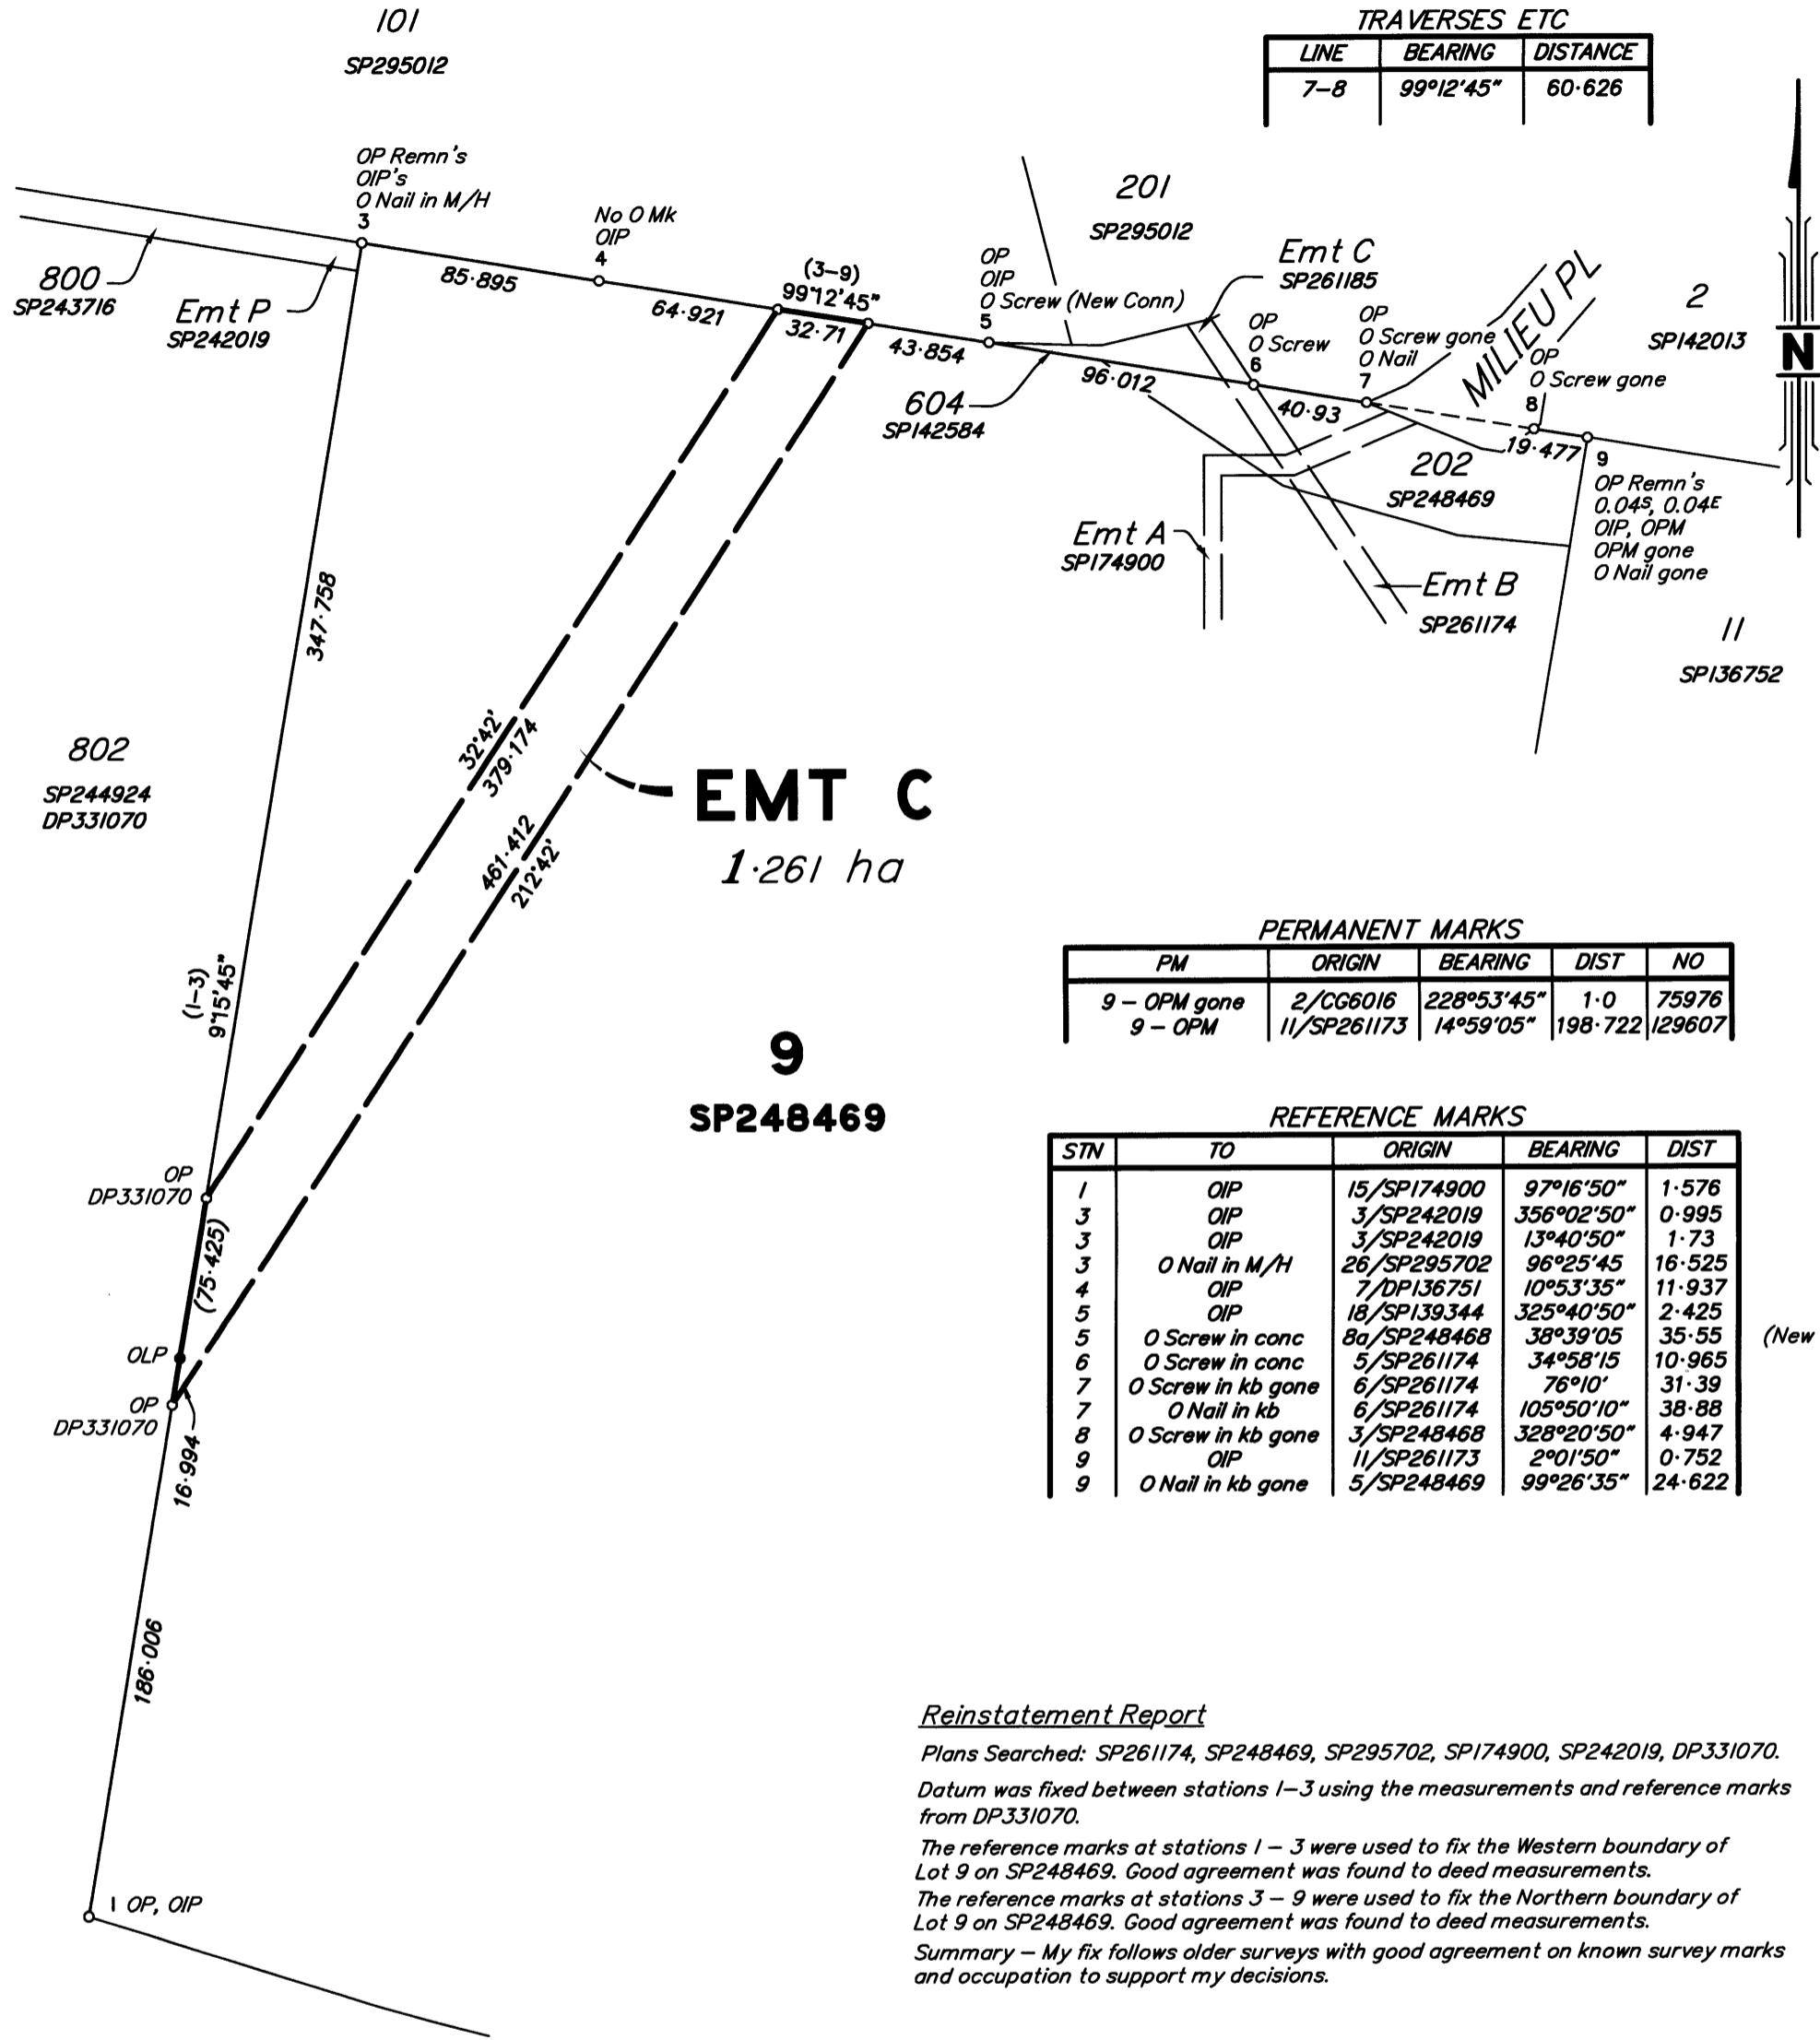 101
SP295012
TRAVERSES ETC
LINE BEARING DISTANCE
7-8 99°12'45" 60·626
OP Remn's
OIP's
O Nail in M/H
3
No O Mk
OIP
4
201
SP295012
Emt C
SP261185
MILIEU PL
2
SP142013
N
800
SP243716
Emt P
SP242019
85·895
64·921
(3-9)
99°12'45"
32·71
43·854
OP
OIP
O Screw (New Conn)
5
96·012
604
SP142584
OP
O Screw
6
40·93
OP
O Screw gone
O Nail
7
OP
O Screw gone
8
19·477
9
OP Remn's
0.04S, 0.04E
OIP, OPM
OPM gone
O Nail gone
202
SP248469
Emt A
SP174900
Emt B
SP261174
11
SP136752
347·758
802
SP244924
DP331070
32°42'
379·174
461·412
212°42'
EMT C
1·261 ha
(1-3)
9°15'45"
9
SP248469
PERMANENT MARKS
PM ORIGIN BEARING DIST NO
9 - OPM gone 2/CG6016 228°53'45" 1·0 75976
9 - OPM 11/SP261173 14°59'05" 198·722 129607
REFERENCE MARKS
STN TO ORIGIN BEARING DIST
1 OIP 15/SP174900 97°16'50" 1·576
3 OIP 3/SP242019 356°02'50" 0·995
3 OIP 3/SP242019 13°40'50" 1·73
3 O Nail in M/H 26/SP295702 96°25'45 16·525
4 OIP 7/DP136751 10°53'35" 11·937
5 OIP 18/SP139344 325°40'50" 2·425
5 O Screw in conc 8a/SP248468 38°39'05 35·55 (New
6 O Screw in conc 5/SP261174 34°58'15 10·965
7 O Screw in kb gone 6/SP261174 76°10' 31·39
7 O Nail in kb 6/SP261174 105°50'10" 38·88
8 O Screw in kb gone 3/SP248468 328°20'50" 4·947
9 OIP 11/SP261173 2°01'50" 0·752
9 O Nail in kb gone 5/SP248469 99°26'35" 24·622
OP
DP331070
(75·425)
OLP
OP
DP331070
16·994
186·006
1 OP, OIP
Reinstatement Report
Plans Searched: SP261174, SP248469, SP295702, SP174900, SP242019, DP331070.
Datum was fixed between stations 1-3 using the measurements and reference marks
from DP331070.
The reference marks at stations 1 - 3 were used to fix the Western boundary of
Lot 9 on SP248469. Good agreement was found to deed measurements.
The reference marks at stations 3 - 9 were used to fix the Northern boundary of
Lot 9 on SP248469. Good agreement was found to deed measurements.
Summary - My fix follows older surveys with good agreement on known survey marks
and occupation to support my decisions.